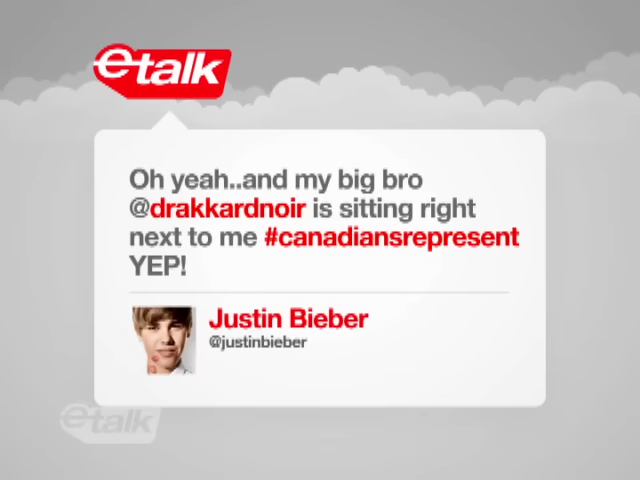 etalk
Oh yeah..and my big bro
@drakkardnoir is sitting right
next to me #canadiansrepresent
YEP!
Justin Bieber
@justinbieber
etalk